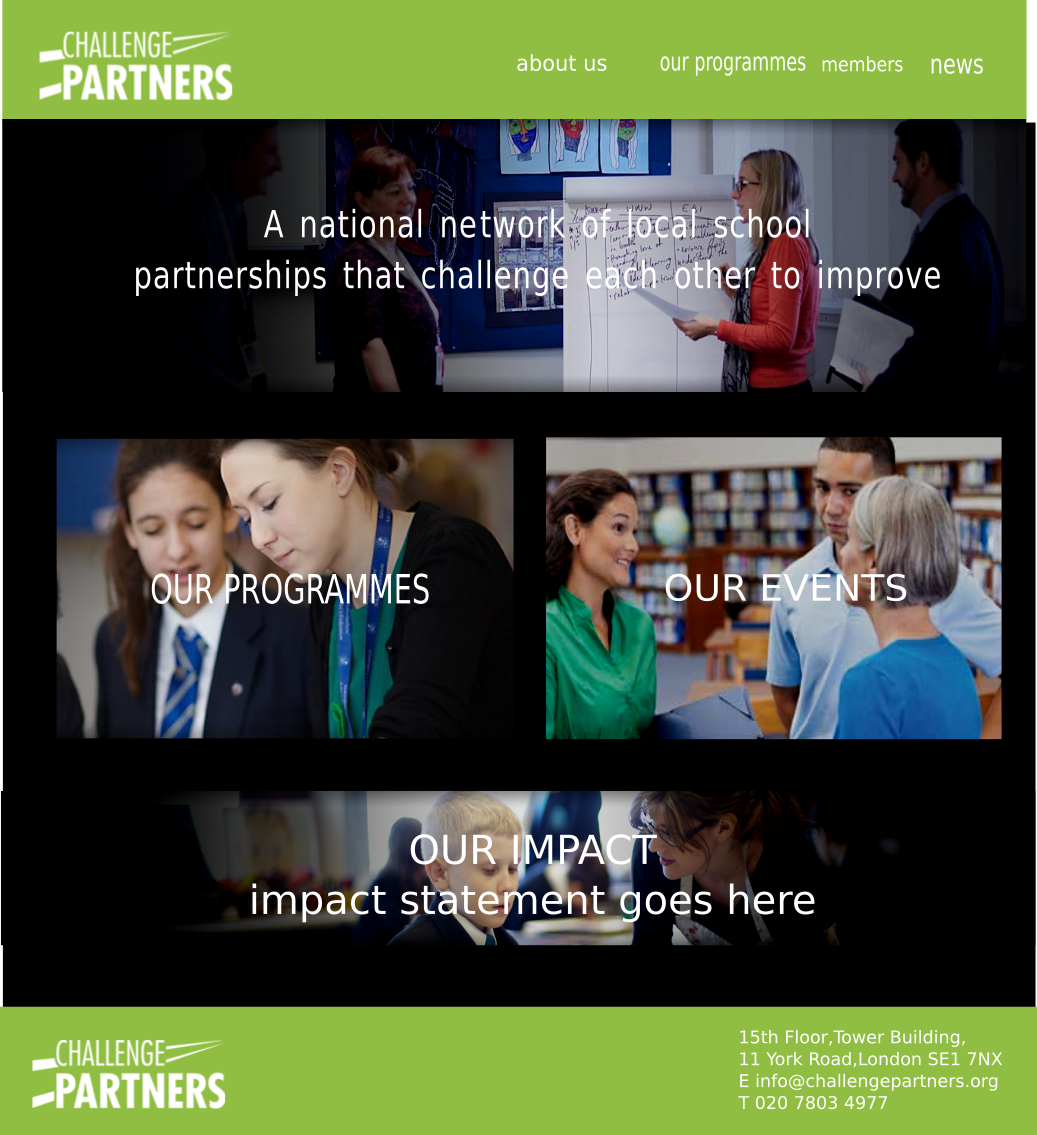 CHALLENGE
PARTNERS
about us our programmes members news
A national network of local school
partnerships that challenge each other to improve
OUR PROGRAMMES
OUR EVENTS
OUR IMPACT
impact statement goes here
CHALLENGE
PARTNERS
15th Floor,Tower Building,
11 York Road,London SE1 7NX
E info@challengepartners.org
T 020 7803 4977